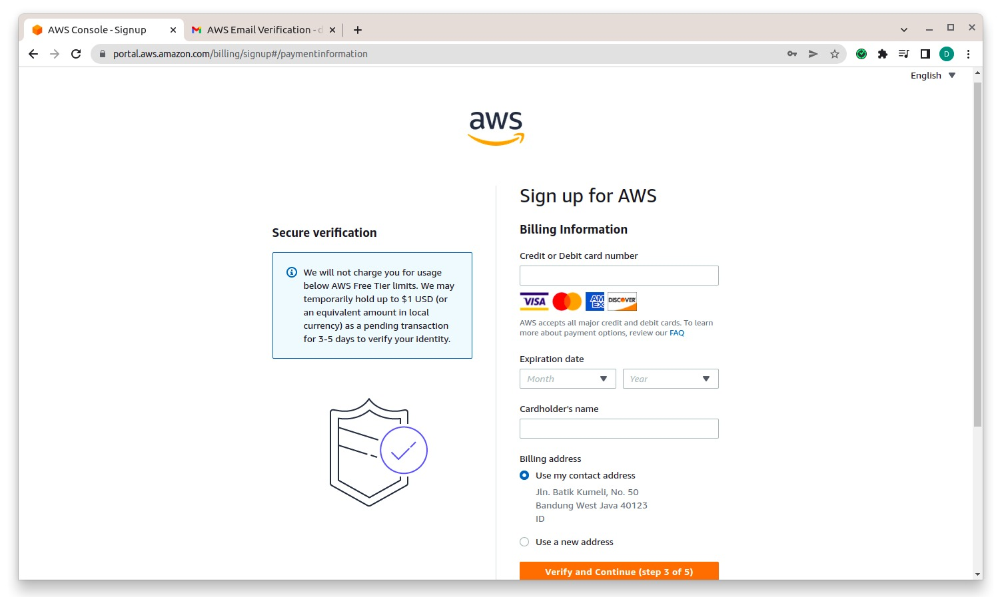 AWS Console - Signup
AWS Email Verification - d
portal.aws.amazon.com/billing/signup#/paymentinformation
D
English
aws
Sign up for AWS
Secure verification
We will not charge you for usage
below AWS Free Tier limits. We may
temporarily hold up to $1 USD (or
an equivalent amount in local
currency) as a pending transaction
for 3-5 days to verify your identity.
Billing Information
Credit or Debit card number
VISA
AM
EX
DISCOVER
AWS accepts all major credit and debit cards. To learn
more about payment options, review our FAQ
Expiration date
Month
Year
Cardholder's name
Billing address
Use my contact address
Jln. Batik Kumeli, No. 50
Bandung West Java 40123
ID
Use a new address
Verify and Continue (step 3 of 5)